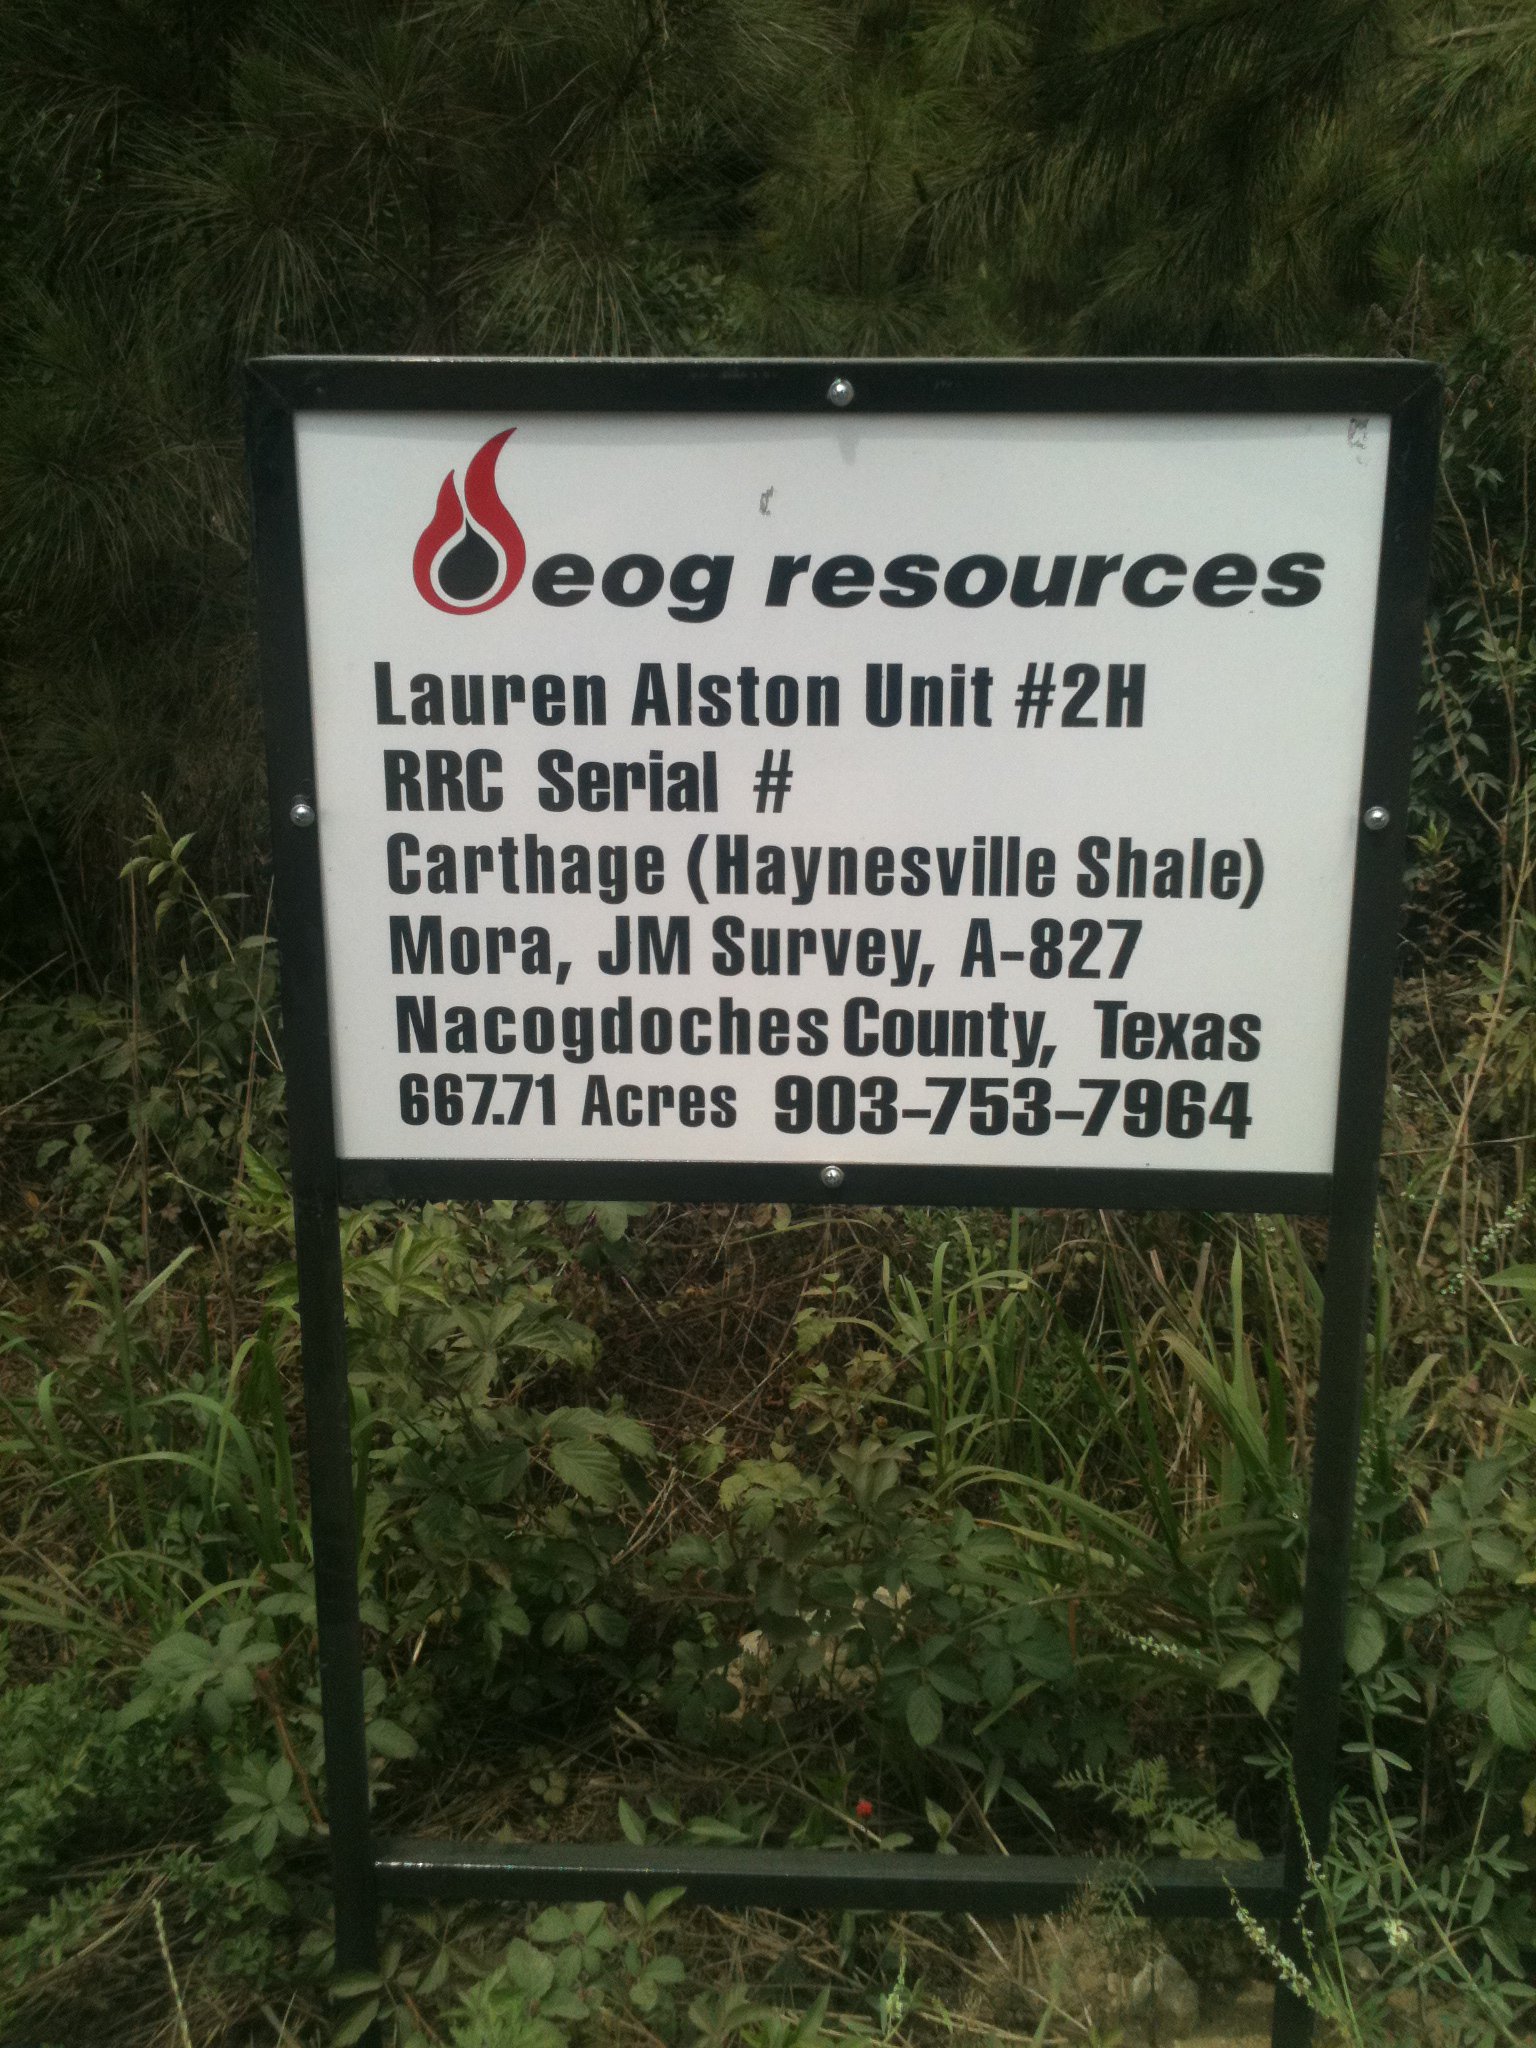 eog resources
Lauren Alston Unit #2H
RRC Serial #
Carthage (Haynesville Shale)
Mora, JM Survey, A-827
Nacogdoches County, Texas
667.71 Acres 903-753-7964